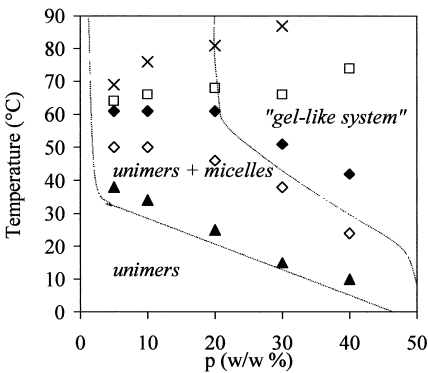 90
80
70
60
50
40
30
20
10
0
Temperature (°C)
"gel-like system"
unimers + micelles
unimers
0 10 20 30 40 50
p (w/w %)